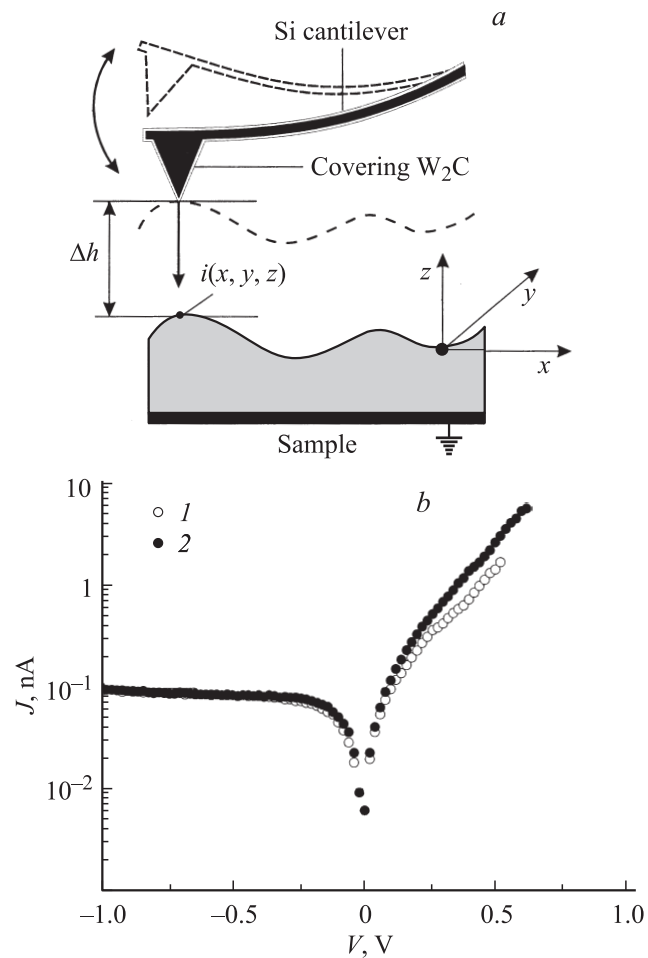 a
Si cantilever
Covering W₂C
Δh
i(x, y, z)
z
y
x
Sample
b
10
1
10⁻¹
10⁻²
J, nA
1
2
−1.0 −0.5 0 0.5 1.0
V, V